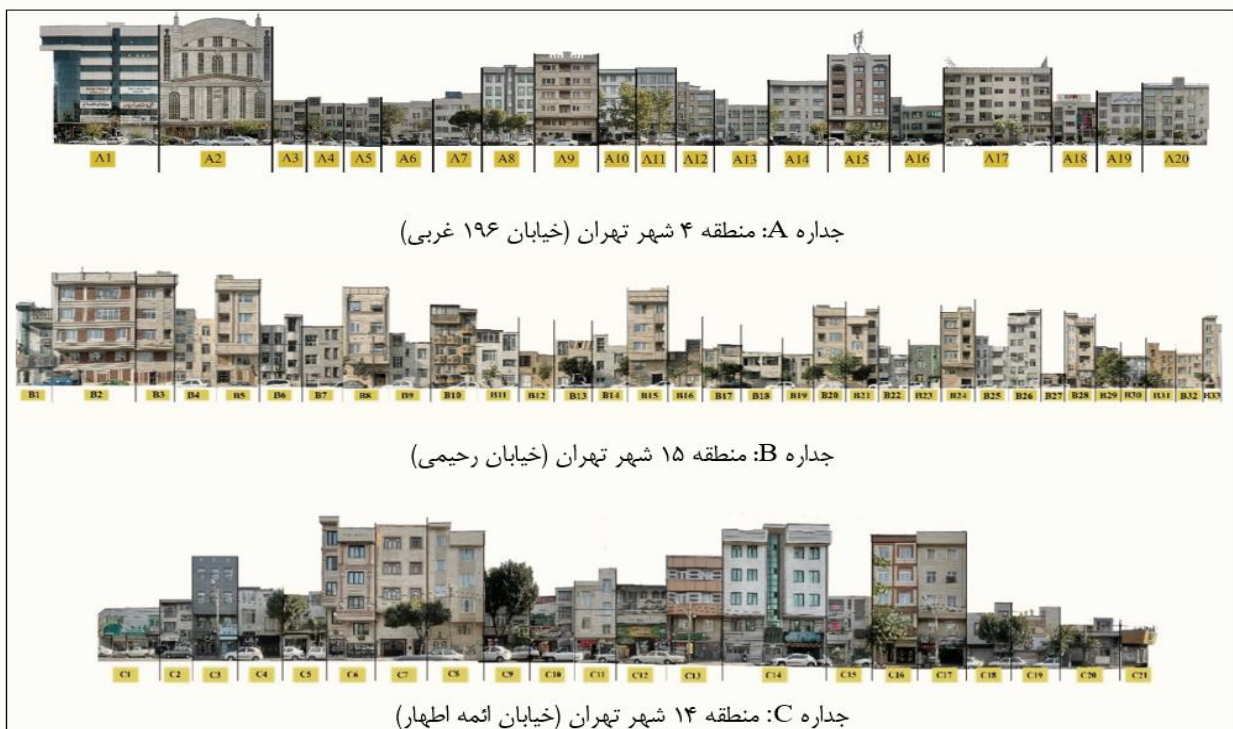 A1 A2 A3 A4 A5 A6 A7 A8 A9 A10 A11 A12 A13 A14 A15 A16 A17 A18 A19 A20
جداره A: منطقه ۴ شهر تهران (خیابان ۱۹۶ غربی)
B1 B2 B3 B4 B5 B6 B7 B8 B9 B10 B11 B12 B13 B14 B15 B16 B17 B18 B19 B20 B21 B22 B23 B24 B25 B26 B27 B28 B29 B30 B31 B32 B33
جداره B: منطقه ۱۵ شهر تهران (خیابان رحیمی)
C1 C2 C3 C4 C5 C6 C7 C8 C9 C10 C11 C12 C13 C14 C15 C16 C17 C18 C19 C20 C21
جداره C: منطقه ۱۴ شهر تهران (خیابان ائمه اطهار)